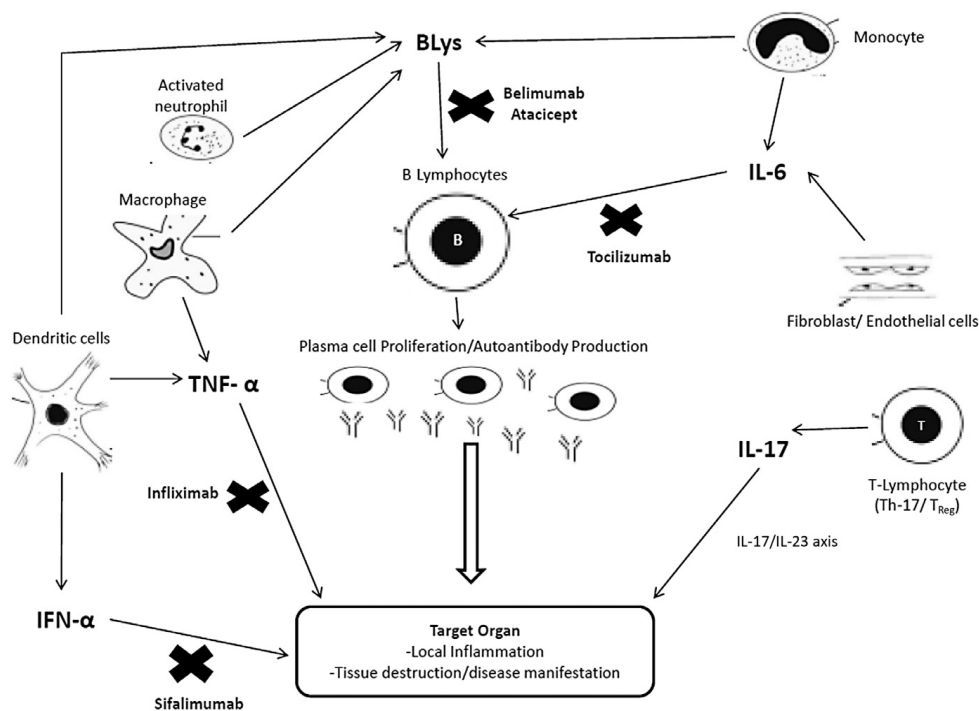 BLys
Monocyte
Activated
neutrophil
Belimumab
Atacicept
B Lymphocytes
IL-6
Macrophage
B
Tocilizumab
Fibroblast/ Endothelial cells
Dendritic cells
Plasma cell Proliferation/Autoantibody Production
TNF- α
T
IL-17
T-Lymphocyte
(Th-17/ TReg)
Infliximab
IL-17/IL-23 axis
IFN-α
Target Organ
-Local Inflammation
-Tissue destruction/disease manifestation
Sifalimumab